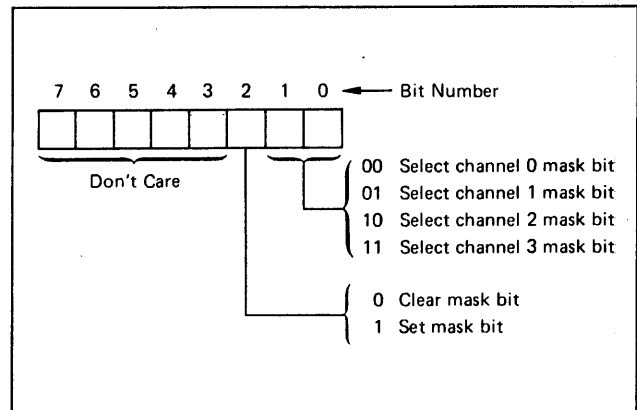 7 6 5 4 3 2 1 0 Bit Number
Don't Care
00 Select channel 0 mask bit
01 Select channel 1 mask bit
10 Select channel 2 mask bit
11 Select channel 3 mask bit
0 Clear mask bit
1 Set mask bit